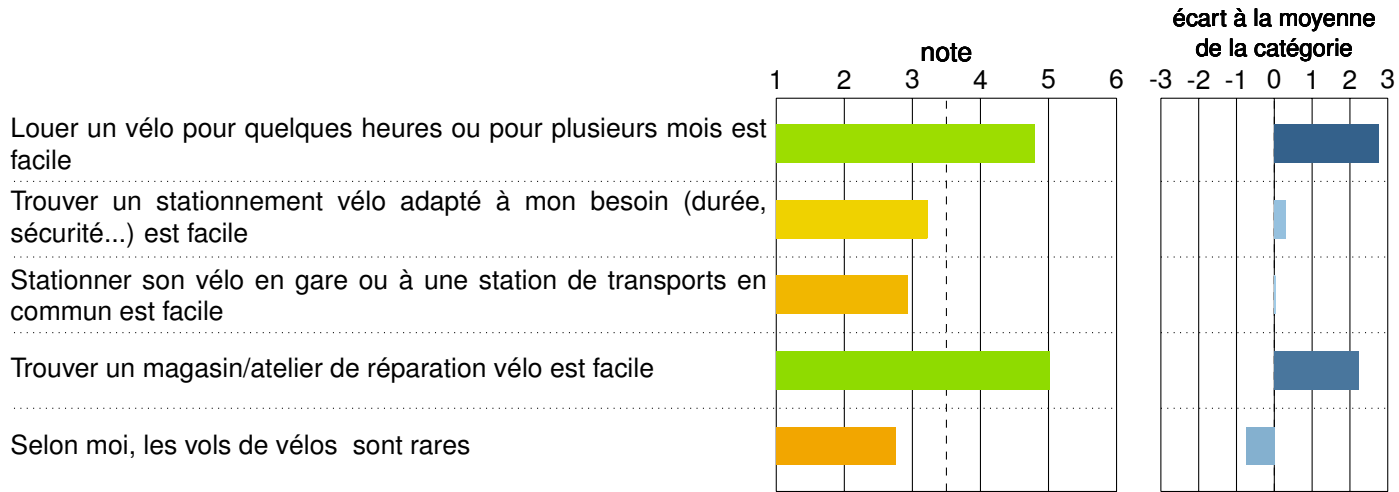 écart à la moyenne
de la catégorie
note
1 2 3 4 5 6
-3 -2 -1 0 1 2 3
Louer un vélo pour quelques heures ou pour plusieurs mois est
facile
Trouver un stationnement vélo adapté à mon besoin (durée,
sécurité...) est facile
Stationner son vélo en gare ou à une station de transports en
commun est facile
Trouver un magasin/atelier de réparation vélo est facile
Selon moi, les vols de vélos sont rares